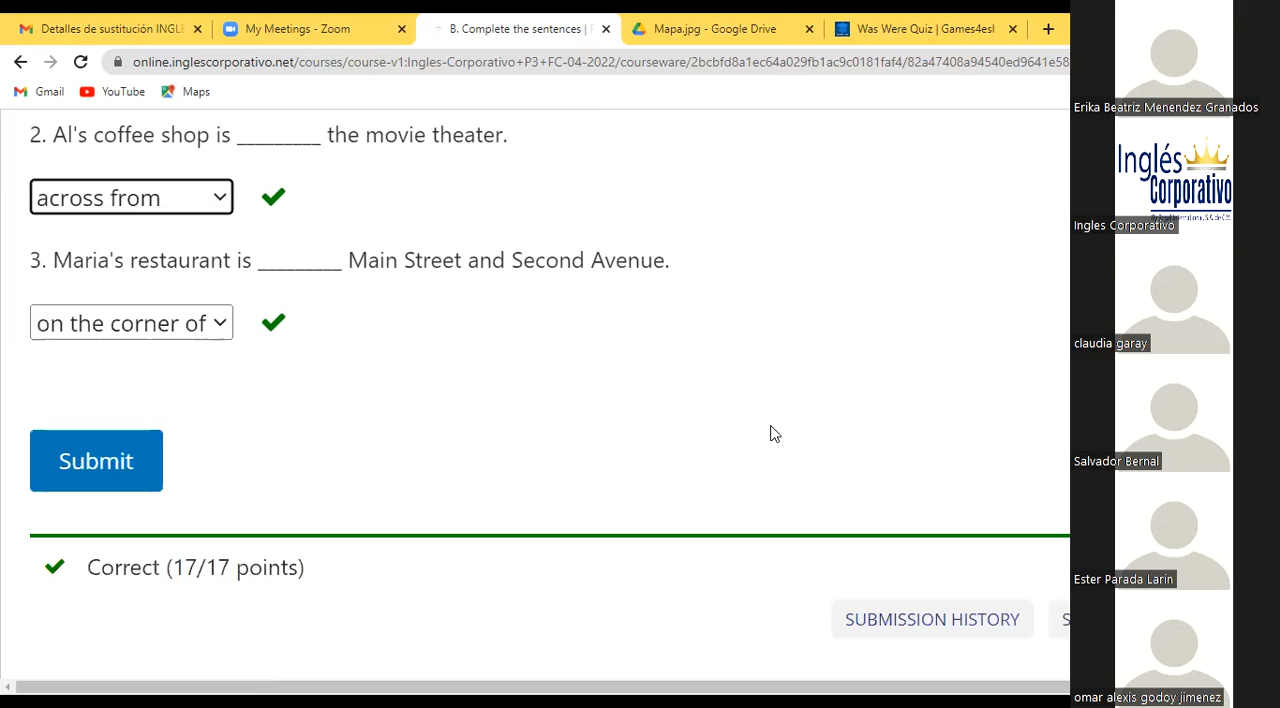 Detalles de sustitución INGLE
My Meetings - Zoom
B. Complete the sentences |
Mapa.jpg - Google Drive
Was Were Quiz | Games4esl
online.inglescorporativo.net/courses/course-v1:Ingles-Corporativo+P3+FC-04-2022/courseware/2bcbfd8a1ec64a029fb1ac9c0181faf4/82a47408a94540ed9641e58
Gmail
YouTube
Maps
2. Al's coffee shop is _________ the movie theater.
across from
3. Maria's restaurant is _________ Main Street and Second Avenue.
on the corner of
Submit
Correct (17/17 points)
SUBMISSION HISTORY
S
Erika Beatriz Menendez Granados
Inglés
Corporativo
Ingles Corporativo
claudia garay
Salvador Bernal
Ester Parada Larin
omar alexis godoy jimenez